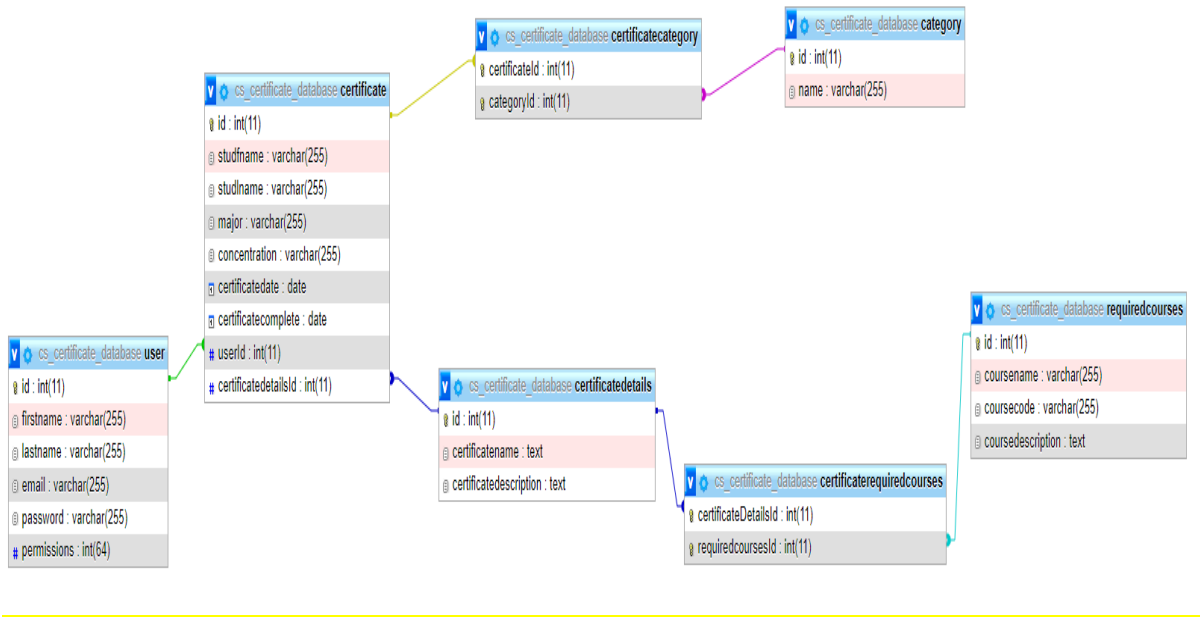 cs_certificate_database certificatecategory
certificateId : int(11)
categoryId : int(11)
cs_certificate_database category
id : int(11)
name : varchar(255)
cs_certificate_database certificate
id : int(11)
studfname : varchar(255)
studlname : varchar(255)
major : varchar(255)
concentration : varchar(255)
certificatedate : date
certificatecomplete : date
userId : int(11)
certificatedetailsId : int(11)
cs_certificate_database user
id : int(11)
firstname : varchar(255)
lastname : varchar(255)
email : varchar(255)
password : varchar(255)
permissions : int(64)
cs_certificate_database certificatedetails
id : int(11)
certificatename : text
certificatedescription : text
cs_certificate_database certificaterequiredcourses
certificateDetailsId : int(11)
requiredcoursesId : int(11)
cs_certificate_database requiredcourses
id : int(11)
coursename : varchar(255)
coursecode : varchar(255)
coursedescription : text